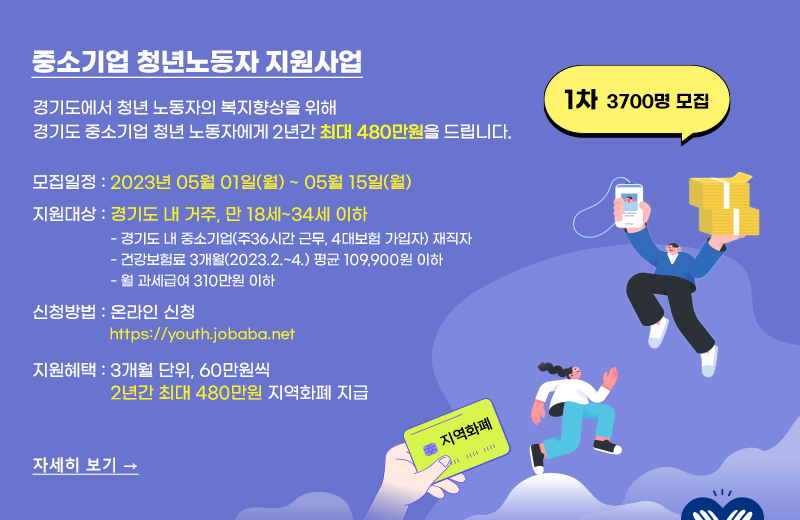 중소기업 청년노동자 지원사업
1차 3700명 모집
경기도에서 청년 노동자의 복지향상을 위해
경기도 중소기업 청년 노동자에게 2년간 최대 480만원을 드립니다.
모집일정 : 2023년 05월 01일(월) ~ 05월 15일(월)
지원대상 : 경기도 내 거주, 만 18세~34세 이하
- 경기도 내 중소기업(주36시간 근무, 4대보험 가입자) 재직자
- 건강보험료 3개월(2023.2.~4.) 평균 109,900원 이하
- 월 과세급여 310만원 이하
신청방법 : 온라인 신청
https://youth.jobaba.net
지원혜택 : 3개월 단위, 60만원씩
2년간 최대 480만원 지역화폐 지급
지역화폐
자세히 보기 →